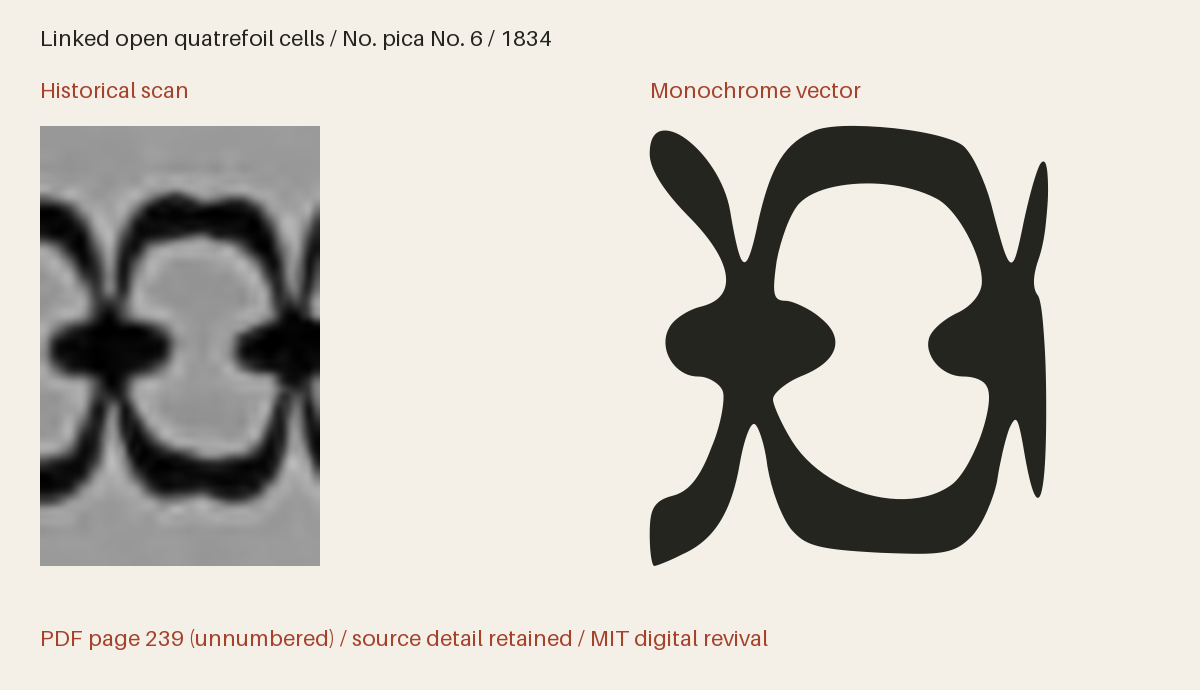 Linked open quatrefoil cells / No. pica No. 6 / 1834
Historical scan
Monochrome vector
PDF page 239 (unnumbered) / source detail retained / MIT digital revival